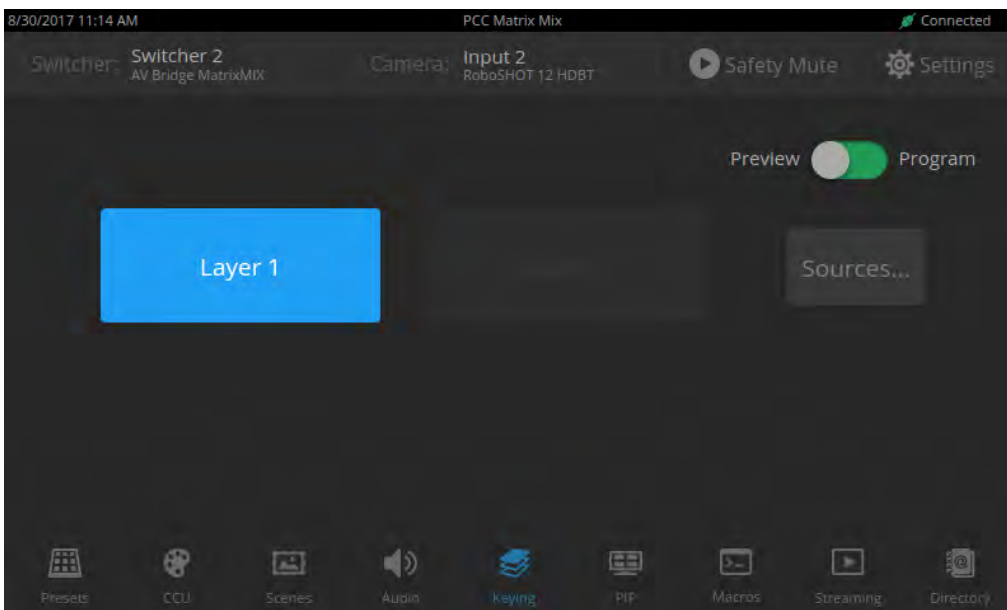 8/30/2017 11:14 AM PCC Matrix Mix Connected
Switcher: Switcher 2 Camera: Input 2 Safety Mute Settings
AV Bridge MatrixMIX RoboSHOT 12 HDBT
Preview Program
Layer 1 Sources...
Presets CCU Scenes Audio Keying PIP Macros Streaming Directory